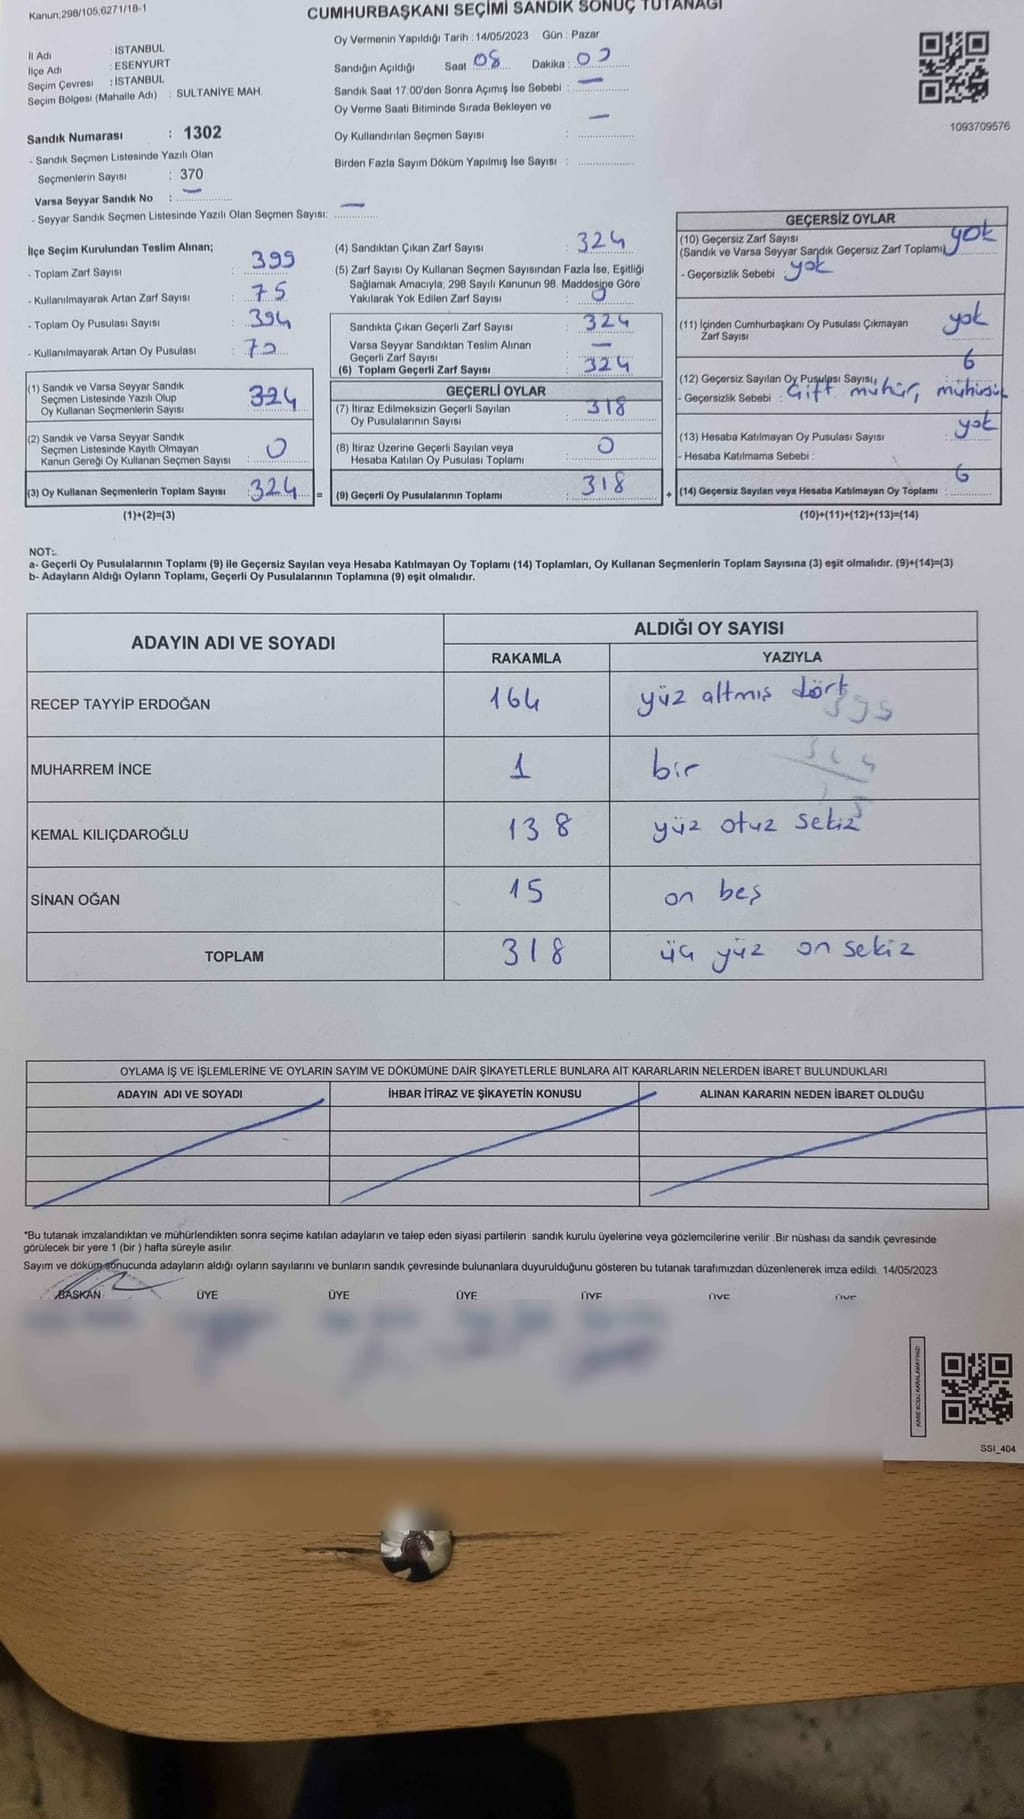 Kanun;298/105,6271/18-1
CUMHURBAŞKANI SEÇİMİ SANDIK SONUÇ TUTANAĞI
Oy Vermenin Yapıldığı Tarih : 14/05/2023 Gün : Pazar
İl Adı : İSTANBUL
İlçe Adı : ESENYURT
Seçim Çevresi : İSTANBUL
Seçim Bölgesi (Mahalle Adı) : SULTANİYE MAH.
Sandığın Açıldığı Saat 08 Dakika : 00
Sandık Saat 17:00'den Sonra Açımış İse Sebebi : —
Oy Verme Saati Bitiminde Sırada Bekleyen ve
Oy Kullandırılan Seçmen Sayısı : —
Birden Fazla Sayım Döküm Yapılmış İse Sayısı :
1093709576
Sandık Numarası : 1302
- Sandık Seçmen Listesinde Yazılı Olan
Seçmenlerin Sayısı : 370
Varsa Seyyar Sandık No : —
- Seyyar Sandık Seçmen Listesinde Yazılı Olan Seçmen Sayısı: —
İlçe Seçim Kurulundan Teslim Alınan;
- Toplam Zarf Sayısı : 399
- Kullanılmayarak Artan Zarf Sayısı : 75
- Toplam Oy Pusulası Sayısı : 394
- Kullanılmayarak Artan Oy Pusulası : 70
(1) Sandık ve Varsa Seyyar Sandık
Seçmen Listesinde Yazılı Olup
Oy Kullanan Seçmenlerin Sayısı : 324
(2) Sandık ve Varsa Seyyar Sandık
Seçmen Listesinde Kayıtlı Olmayan
Kanun Gereği Oy Kullanan Seçmen Sayısı : 0
(3) Oy Kullanan Seçmenlerin Toplam Sayısı : 324 =
(1)+(2)=(3)
(4) Sandıktan Çıkan Zarf Sayısı : 324
(5) Zarf Sayısı Oy Kullanan Seçmen Sayısından Fazla İse, Eşitliği
Sağlamak Amacıyla; 298 Sayılı Kanunun 98. Maddesine Göre
Yakılarak Yok Edilen Zarf Sayısı : 0
Sandıkta Çıkan Geçerli Zarf Sayısı : 324
Varsa Seyyar Sandıktan Teslim Alınan
Geçerli Zarf Sayısı : —
(6) Toplam Geçerli Zarf Sayısı : 324
GEÇERLİ OYLAR
(7) İtiraz Edilmeksizin Geçerli Sayılan
Oy Pusulalarının Sayısı : 318
(8) İtiraz Üzerine Geçerli Sayılan veya
Hesaba Katılan Oy Pusulası Toplamı : 0
(9) Geçerli Oy Pusulalarının Toplamı : 318 +
GEÇERSİZ OYLAR
(10) Geçersiz Zarf Sayısı
(Sandık ve Varsa Seyyar Sandık Geçersiz Zarf Toplamı) yok
- Geçersizlik Sebebi : yok
(11) İçinden Cumhurbaşkanı Oy Pusulası Çıkmayan
Zarf Sayısı yok
(12) Geçersiz Sayılan Oy Pusulası Sayısı, 6
- Geçersizlik Sebebi : Çift mühür, mühürsüz
(13) Hesaba Katılmayan Oy Pusulası Sayısı : yok
- Hesaba Katılmama Sebebi :
(14) Geçersiz Sayılan veya Hesaba Katılmayan Oy Toplamı : 6
(10)+(11)+(12)+(13)=(14)
NOT:.
a- Geçerli Oy Pusulalarının Toplamı (9) ile Geçersiz Sayılan veya Hesaba Katılmayan Oy Toplamı (14) Toplamları, Oy Kullanan Seçmenlerin Toplam Sayısına (3) eşit olmalıdır. (9)+(14)=(3)
b- Adayların Aldığı Oyların Toplamı, Geçerli Oy Pusulalarının Toplamına (9) eşit olmalıdır.
ADAYIN ADI VE SOYADI ALDIĞI OY SAYISI
RAKAMLA YAZIYLA
RECEP TAYYİP ERDOĞAN 164 yüz altmış dört
MUHARREM İNCE 1 bir
KEMAL KILIÇDAROĞLU 138 yüz otuz sekiz
SİNAN OĞAN 15 on beş
TOPLAM 318 üç yüz on sekiz
OYLAMA İŞ VE İŞLEMLERİNE VE OYLARIN SAYIM VE DÖKÜMÜNE DAİR ŞİKAYETLERLE BUNLARA AİT KARARLARIN NELERDEN İBARET BULUNDUKLARI
ADAYIN ADI VE SOYADI İHBAR İTİRAZ VE ŞİKAYETİN KONUSU ALINAN KARARIN NEDEN İBARET OLDUĞU
*Bu tutanak imzalandıktan ve mühürlendikten sonra seçime katılan adayların ve talep eden siyasi partilerin sandık kurulu üyelerine veya gözlemcilerine verilir .Bir nüshası da sandık çevresinde
görülecek bir yere 1 (bir ) hafta süreyle asılır.
Sayım ve döküm sonucunda adayların aldığı oyların sayılarını ve bunların sandık çevresinde bulunanlara duyurulduğunu gösteren bu tutanak tarafımızdan düzenlenerek imza edildi. 14/05/2023
BAŞKAN ÜYE ÜYE ÜYE ÜYE ÜYE ÜYE
KARE KODU KARALAMAYINIZ!
SSI_404